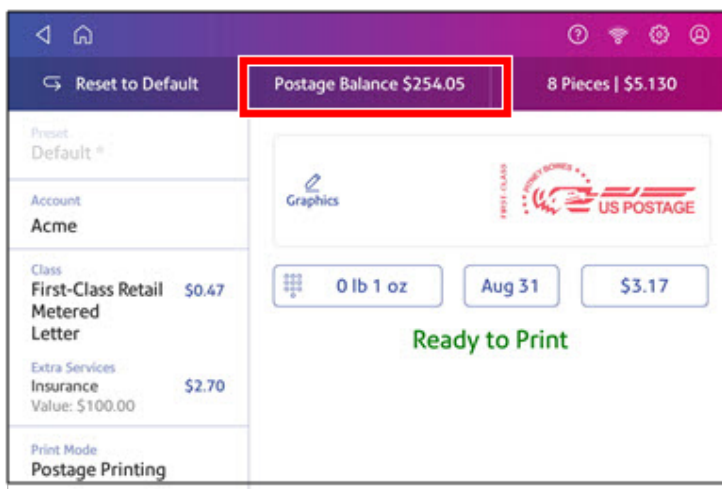 Reset to Default
Postage Balance $254.05
8 Pieces | $5.130
Preset
Default *
Account
Acme
Class
First-Class Retail $0.47
Metered
Letter
Extra Services
Insurance $2.70
Value: $100.00
Print Mode
Postage Printing
Graphics
FIRST-CLASS
PITNEY BOWES
US POSTAGE
0 lb 1 oz
Aug 31
$3.17
Ready to Print